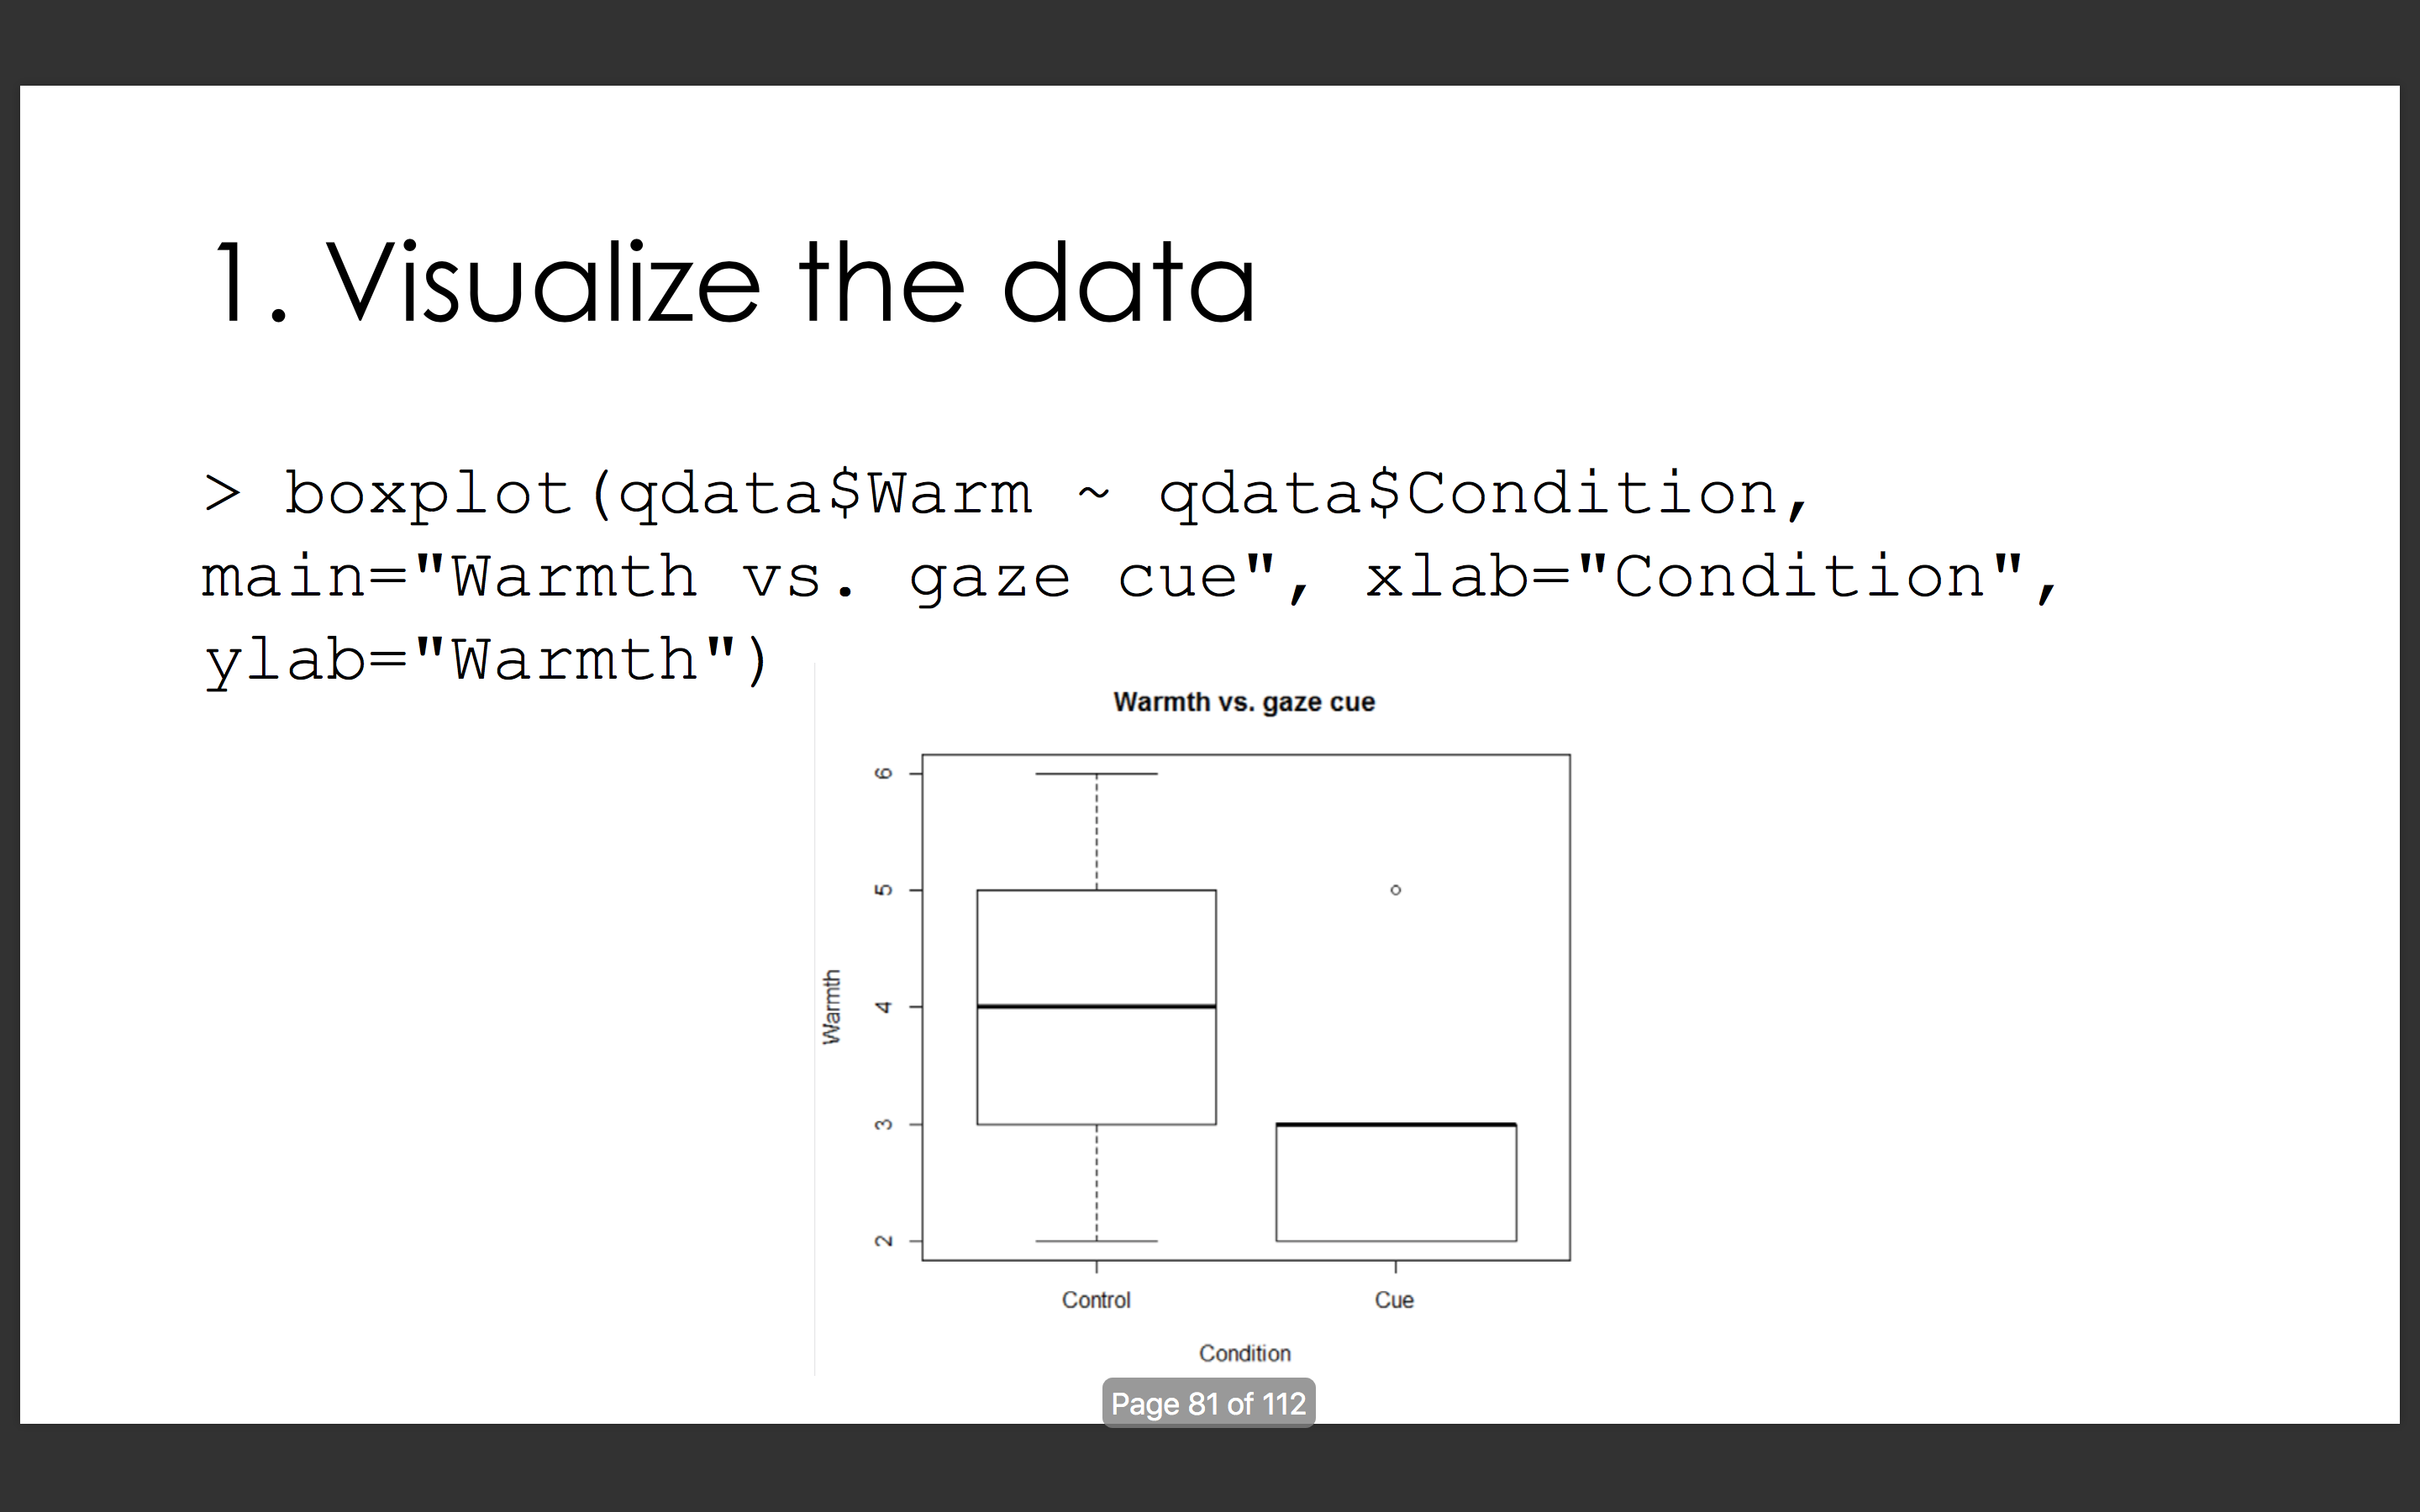 1. Visualize the data
> boxplot(qdata$Warm ~ qdata$Condition,
main="Warmth vs. gaze cue", xlab="Condition",
ylab="Warmth")
Warmth vs. gaze cue
6
5
4
3
2
Warmth
Control Cue
Condition
Page 81 of 112